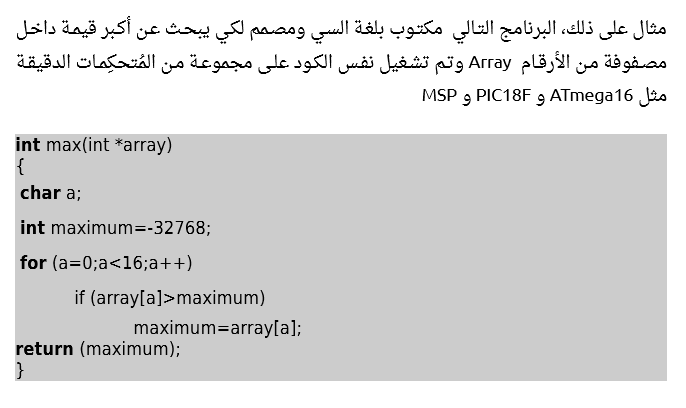 مثال على ذلك، البرنامج التالي مكتوب بلغة السي ومصمم لكي يبحث عن أكبر قيمة داخل
مصفوفة من الأرقام Array وتم تشغيل نفس الكود على مجموعة من المُتحكِمات الدقيقة
مثل ATmega16 و PIC18F و MSP
int max(int *array)
{
char a;
int maximum=-32768;
for (a=0;a<16;a++)
if (array[a]>maximum)
maximum=array[a];
return (maximum);
}